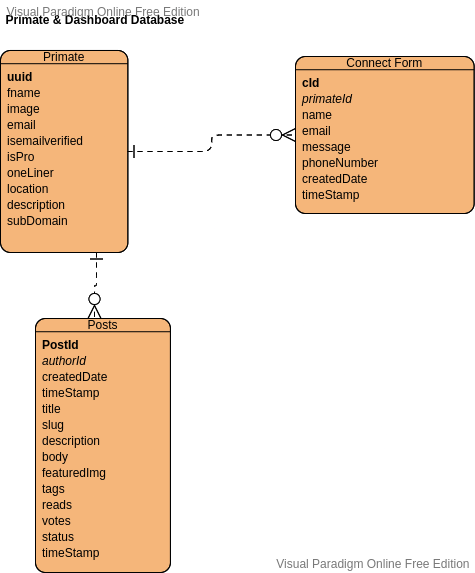 Visual Paradigm Online Free Edition
Primate & Dashboard Database
Primate
uuid
fname
image
email
isemailverified
isPro
oneLiner
location
description
subDomain
Connect Form
cId
primateId
name
email
message
phoneNumber
createdDate
timeStamp
Posts
PostId
authorId
createdDate
timeStamp
title
slug
description
body
featuredImg
tags
reads
votes
status
timeStamp
Visual Paradigm Online Free Edition